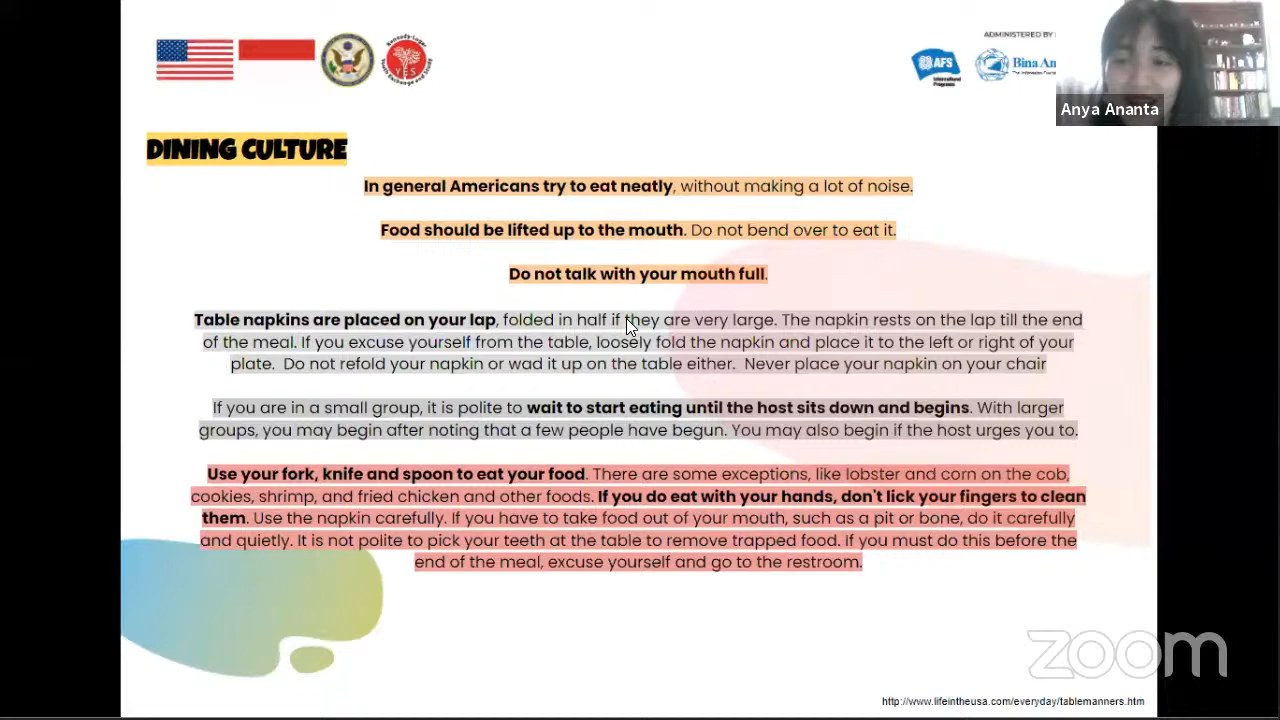 ADMINISTERED BY:
Kennedy-Lugar
YES
Youth Exchange and Study
AFS
International
Programs
Bina An
Anya Ananta
DINING CULTURE
In general Americans try to eat neatly, without making a lot of noise.
Food should be lifted up to the mouth. Do not bend over to eat it.
Do not talk with your mouth full.
Table napkins are placed on your lap, folded in half if they are very large. The napkin rests on the lap till the end
of the meal. If you excuse yourself from the table, loosely fold the napkin and place it to the left or right of your
plate. Do not refold your napkin or wad it up on the table either. Never place your napkin on your chair
If you are in a small group, it is polite to wait to start eating until the host sits down and begins. With larger
groups, you may begin after noting that a few people have begun. You may also begin if the host urges you to.
Use your fork, knife and spoon to eat your food. There are some exceptions, like lobster and corn on the cob,
cookies, shrimp, and fried chicken and other foods. If you do eat with your hands, don't lick your fingers to clean
them. Use the napkin carefully. If you have to take food out of your mouth, such as a pit or bone, do it carefully
and quietly. It is not polite to pick your teeth at the table to remove trapped food. If you must do this before the
end of the meal, excuse yourself and go to the restroom.
zoom
http://www.lifeintheusa.com/everyday/tablemanners.htm